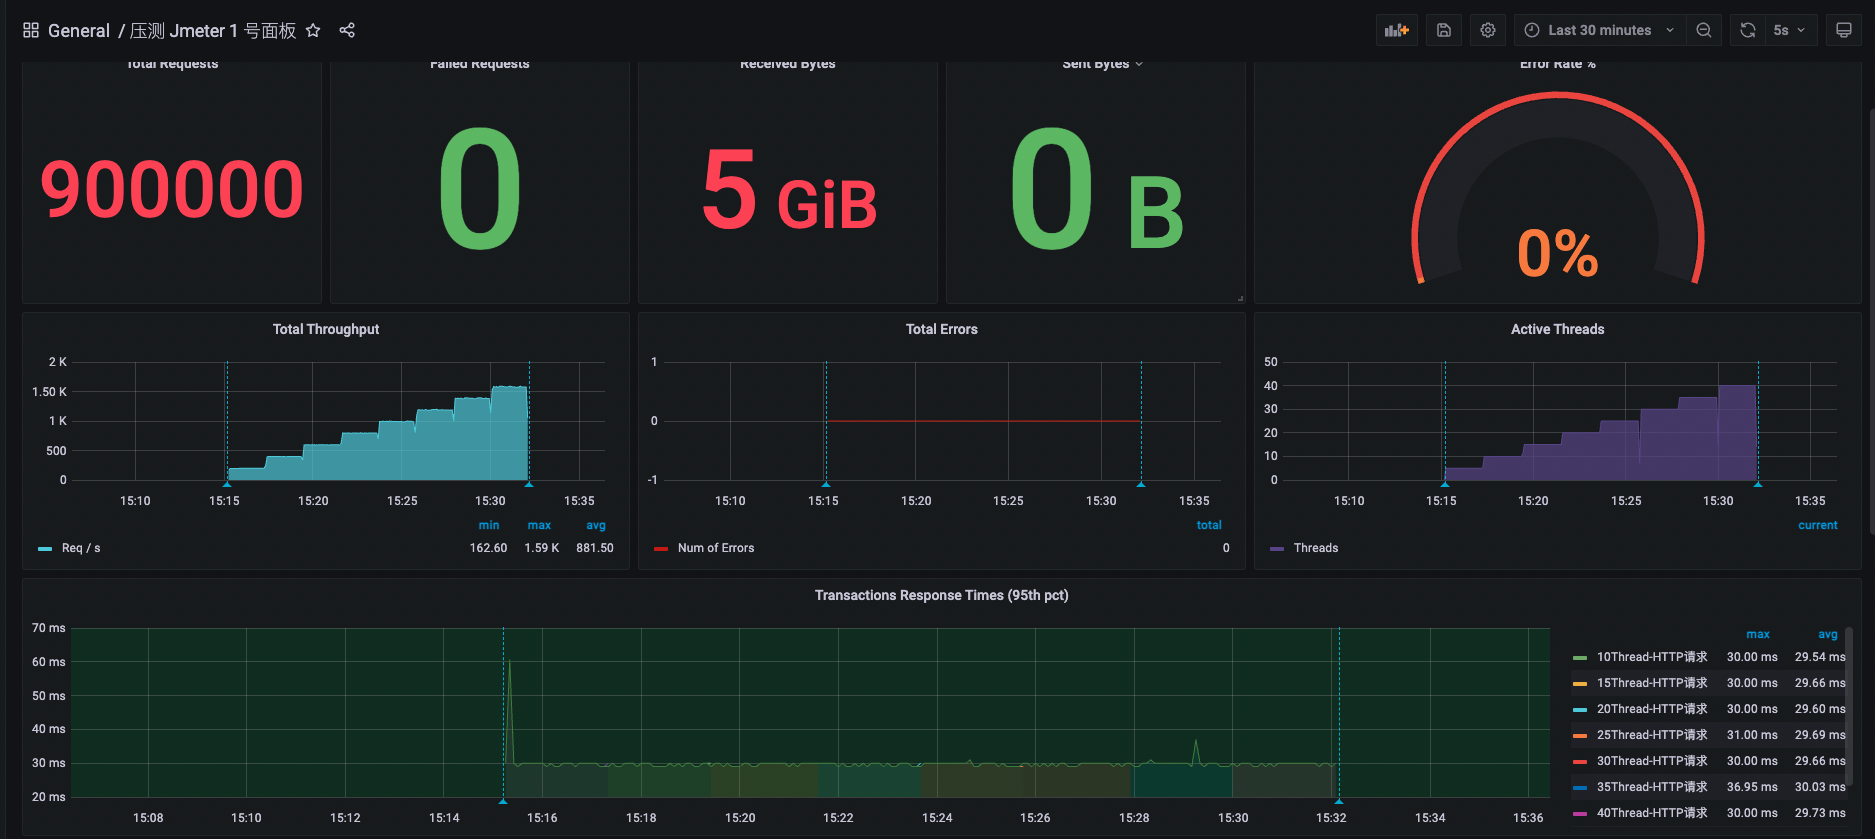 General / 压测 Jmeter 1 号面板
Last 30 minutes
5s
Total Requests
900000
Failed Requests
0
Received Bytes
5 GiB
Sent Bytes
0 B
Error Rate %
0%
Total Throughput
2 K
1.50 K
1 K
500
0
15:10 15:15 15:20 15:25 15:30 15:35
min max avg
Req / s 162.60 1.59 K 881.50
Total Errors
1
0
-1
15:10 15:15 15:20 15:25 15:30 15:35
total
Num of Errors 0
Active Threads
50
40
30
20
10
0
15:10 15:15 15:20 15:25 15:30 15:35
current
Threads
Transactions Response Times (95th pct)
70 ms
60 ms
50 ms
40 ms
30 ms
20 ms
15:08 15:10 15:12 15:14 15:16 15:18 15:20 15:22 15:24 15:26 15:28 15:30 15:32 15:34 15:36
max avg
10Thread-HTTP请求 30.00 ms 29.54 ms
15Thread-HTTP请求 30.00 ms 29.66 ms
20Thread-HTTP请求 30.00 ms 29.60 ms
25Thread-HTTP请求 31.00 ms 29.69 ms
30Thread-HTTP请求 30.00 ms 29.66 ms
35Thread-HTTP请求 36.95 ms 30.03 ms
40Thread-HTTP请求 30.00 ms 29.73 ms